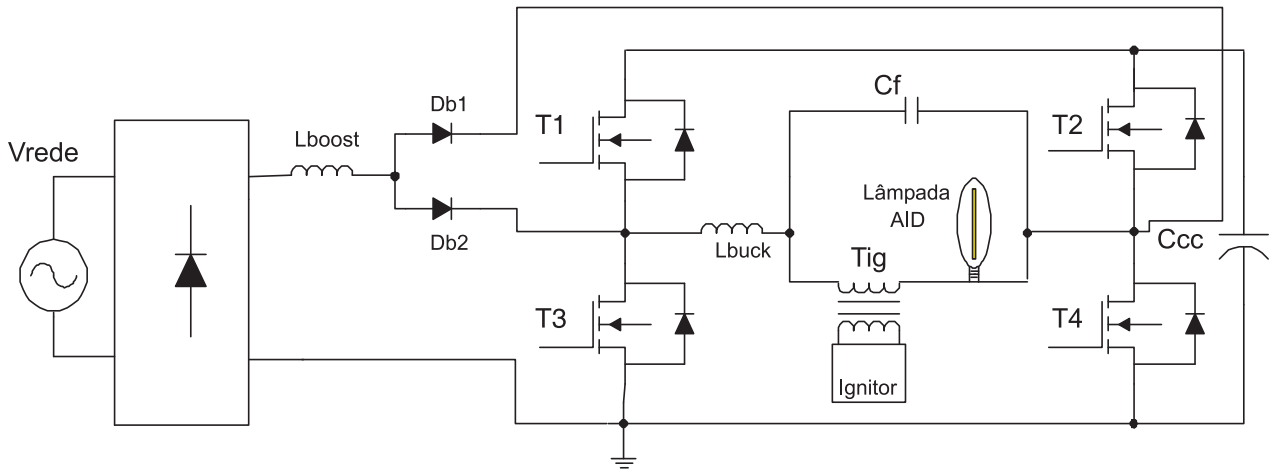 Vrede
Lboost
Db1
Db2
T1
T3
Lbuck
Cf
Lâmpada
AID
Tig
Ignitor
T2
T4
Ccc